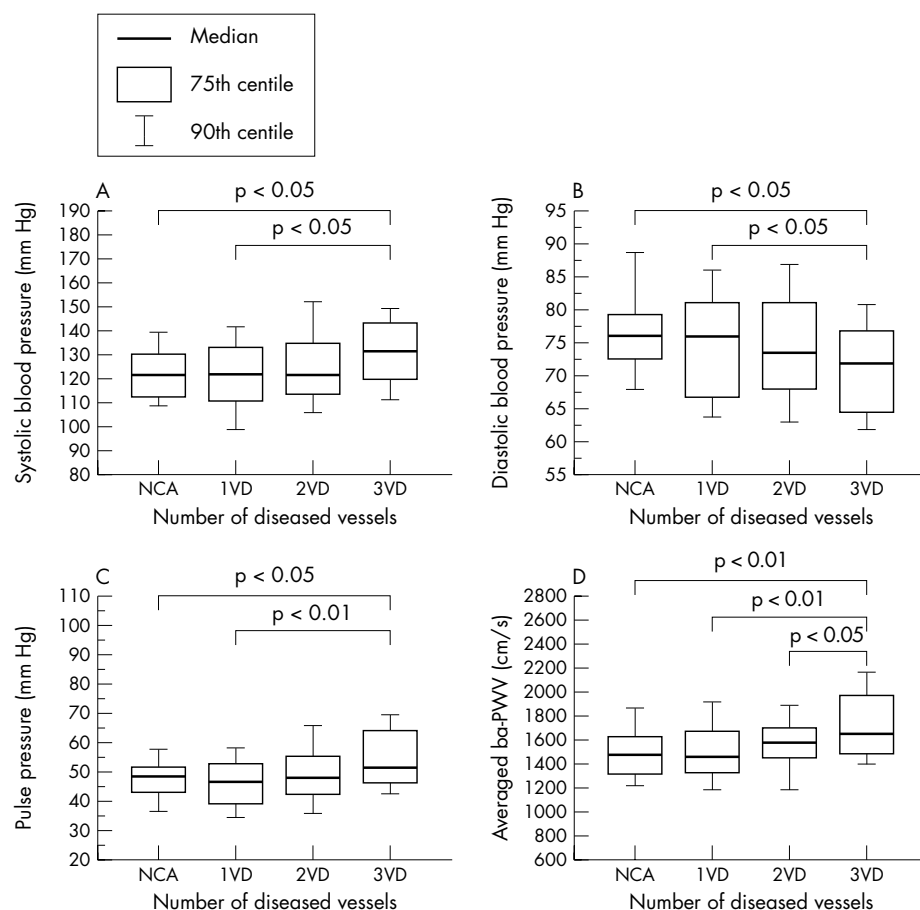 Median
75th centile
90th centile
A
p < 0.05
p < 0.05
Systolic blood pressure (mm Hg)
190
180
170
160
150
140
130
120
110
100
90
80
NCA 1VD 2VD 3VD
Number of diseased vessels
B
p < 0.05
p < 0.05
Diastolic blood pressure (mm Hg)
95
90
85
80
75
70
65
60
55
NCA 1VD 2VD 3VD
Number of diseased vessels
C
p < 0.05
p < 0.01
Pulse pressure (mm Hg)
110
100
90
80
70
60
50
40
30
20
NCA 1VD 2VD 3VD
Number of diseased vessels
D
p < 0.01
p < 0.01
p < 0.05
Averaged ba-PWV (cm/s)
2800
2600
2400
2200
2000
1800
1600
1400
1200
1000
800
600
NCA 1VD 2VD 3VD
Number of diseased vessels